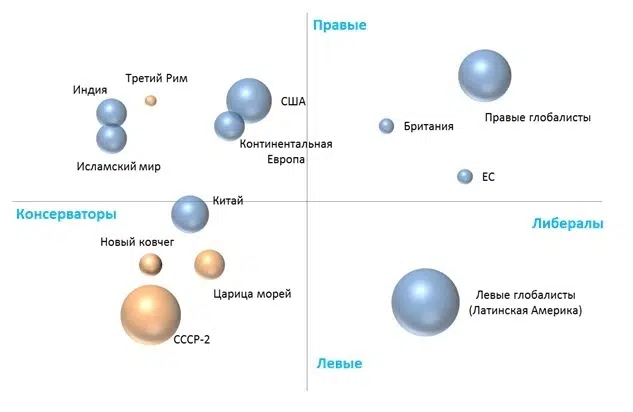 Правые
Третий Рим
Индия
США
Правые глобалисты
Британия
Континентальная
Европа
Исламский мир
ЕС
Китай
Консерваторы
Либералы
Новый ковчег
Царица морей
Левые глобалисты
(Латинская Америка)
СССР-2
Левые